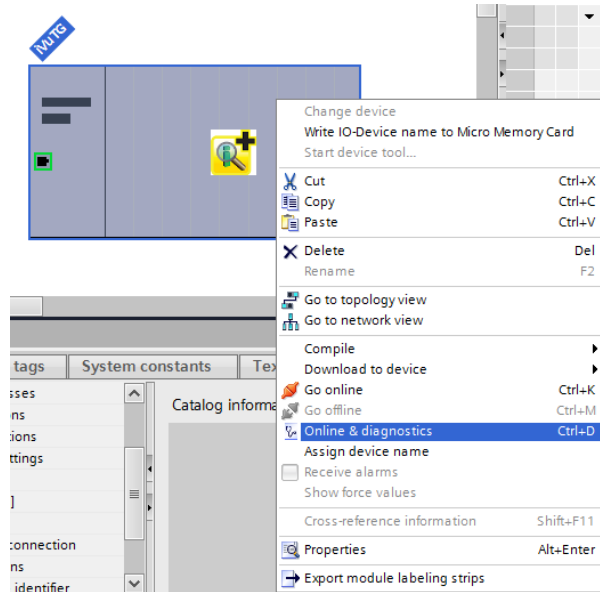 iVuTG
Change device
Write IO-Device name to Micro Memory Card
Start device tool...
Cut Ctrl+X
Copy Ctrl+C
Paste Ctrl+V
Delete Del
Rename F2
Go to topology view
Go to network view
Compile
Download to device
Go online Ctrl+K
Go offline Ctrl+M
Online & diagnostics Ctrl+D
Assign device name
Receive alarms
Show force values
Cross-reference information Shift+F11
Properties Alt+Enter
Export module labeling strips
tags System constants Tex
sses
ons
tions
ttings
]
connection
ns
identifier
Catalog informa